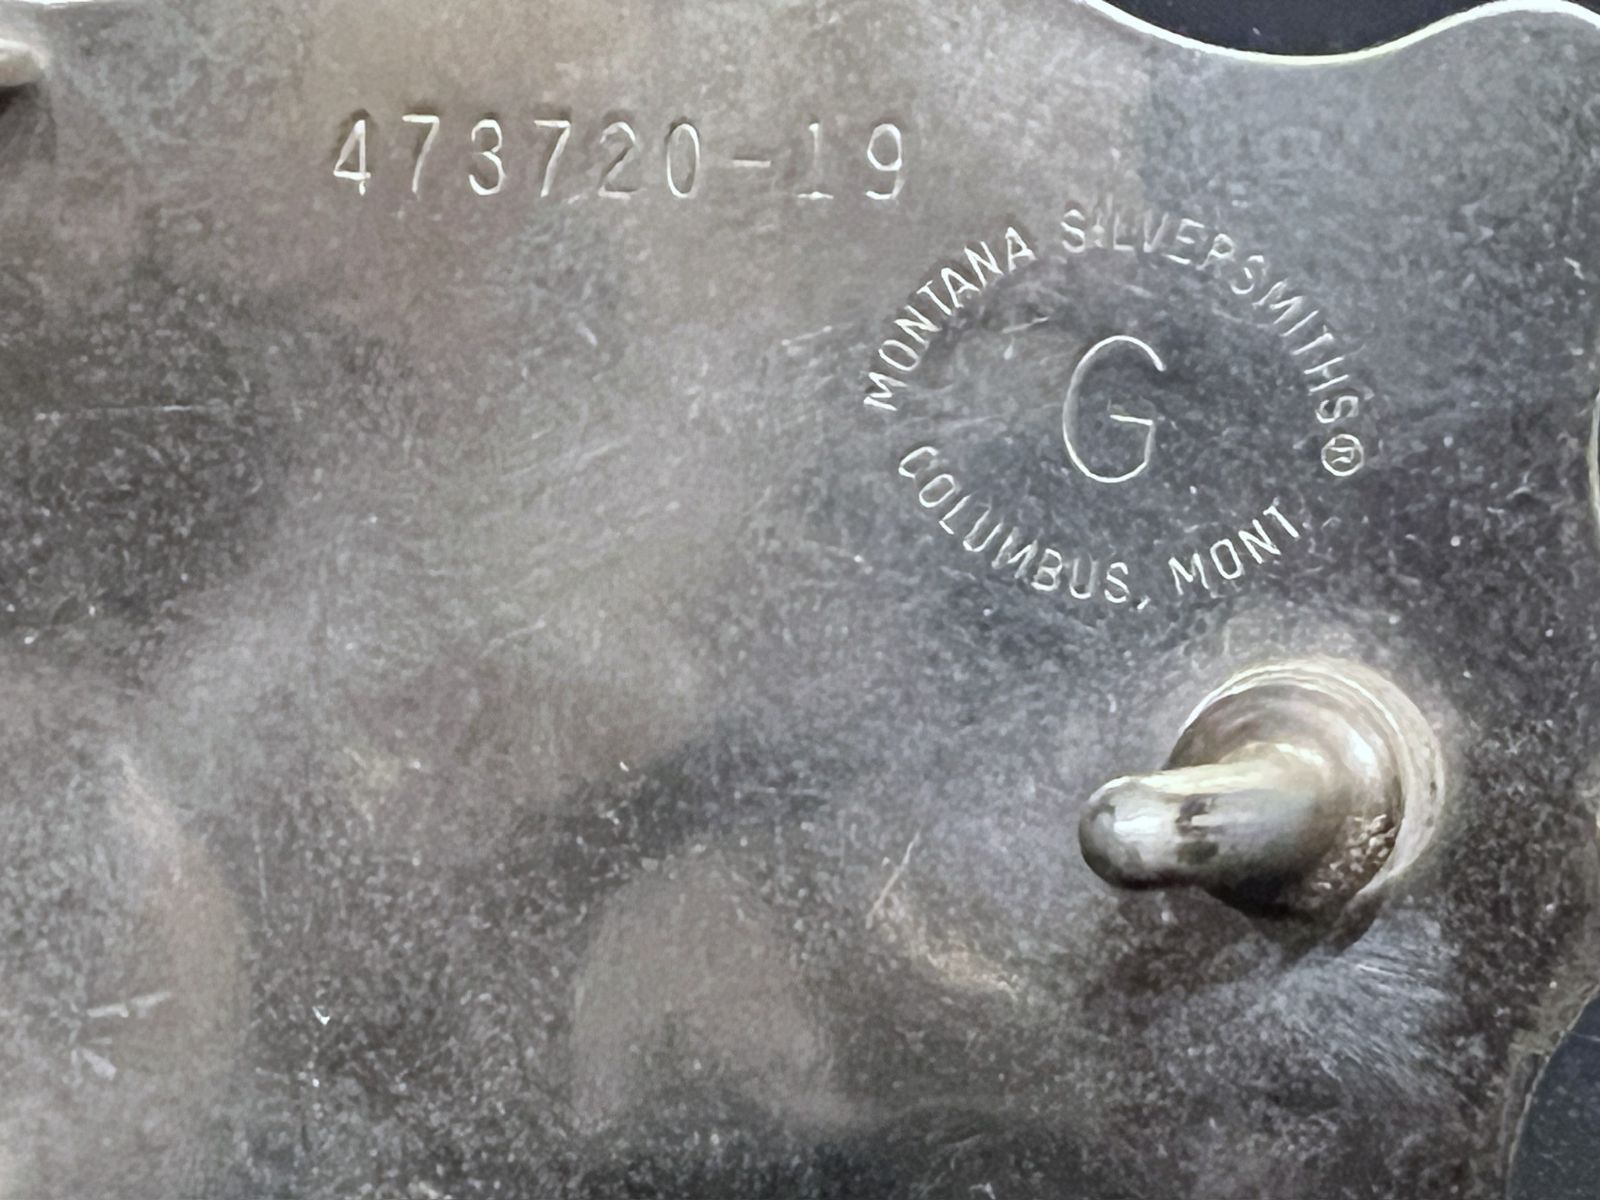 473720-19
MONTANA SILVERSMITHS®
G
COLUMBUS, MONT.